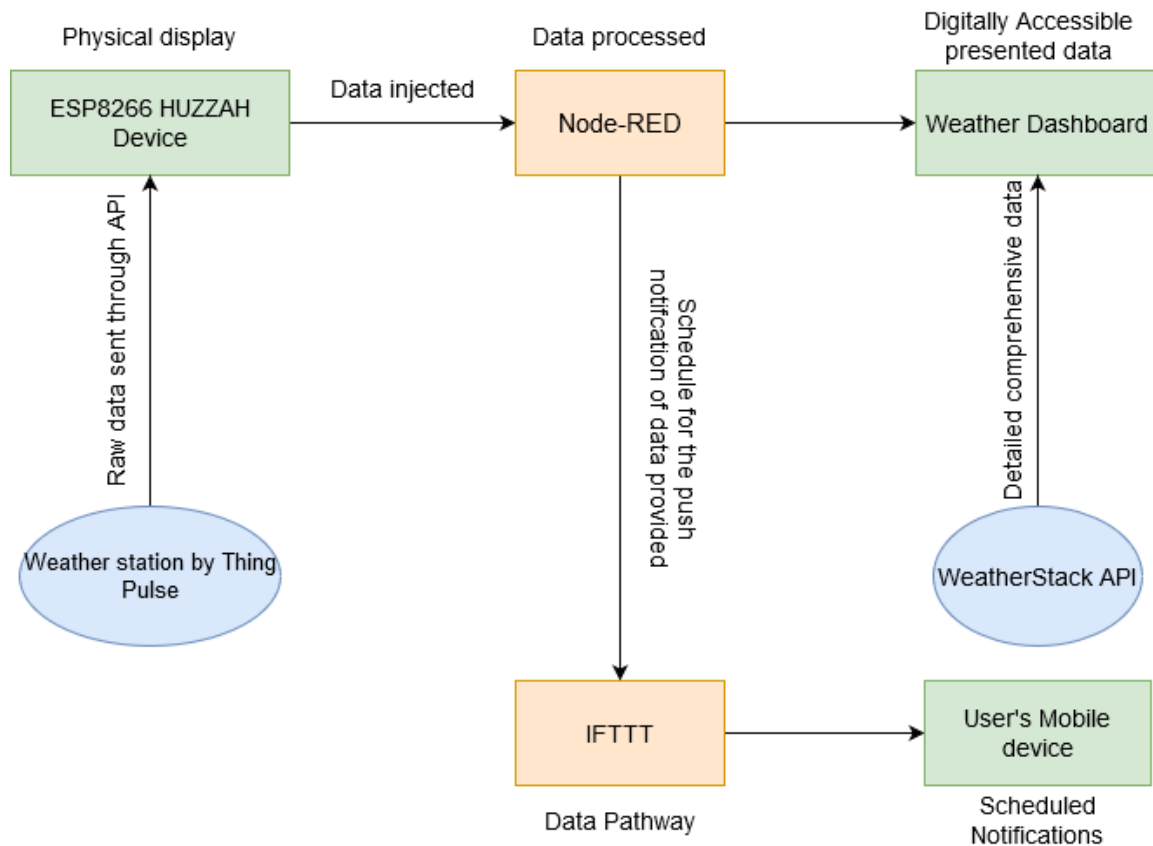 Physical display
Data processed
Digitally Accessible
presented data
ESP8266 HUZZAH
Device
Data injected
Node-RED
Weather Dashboard
Raw data sent through API
Schedule for the push
notifcation of data provided
Detailed comprehensive data
Weather station by Thing
Pulse
WeatherStack API
IFTTT
User's Mobile
device
Data Pathway
Scheduled
Notifications